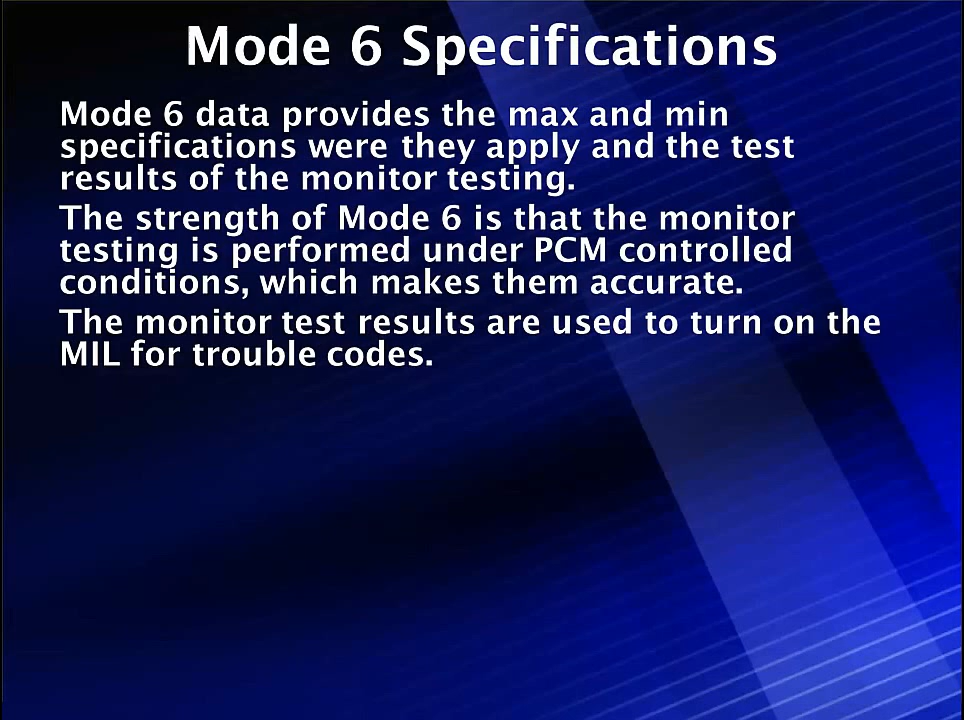 Mode 6 Specifications
Mode 6 data provides the max and min
specifications were they apply and the test
results of the monitor testing.
The strength of Mode 6 is that the monitor
testing is performed under PCM controlled
conditions, which makes them accurate.
The monitor test results are used to turn on the
MIL for trouble codes.